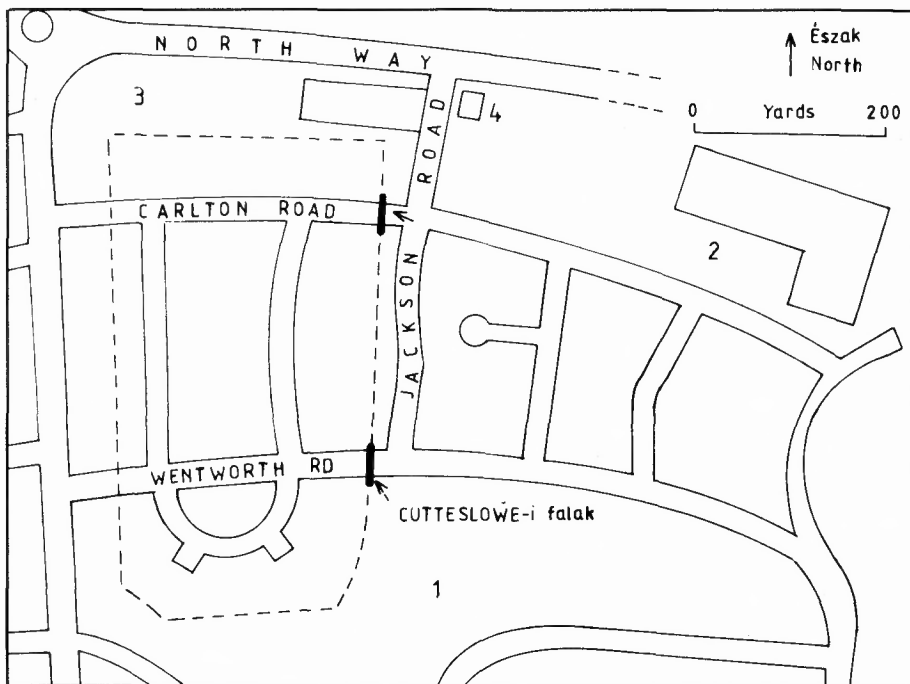 NORTH WAY
Észak
North
3
4
ROAD
0 Yards 200
CARLTON ROAD
2
JACKSON
WENTWORTH RD
CUTTESLOWE-i falak
1